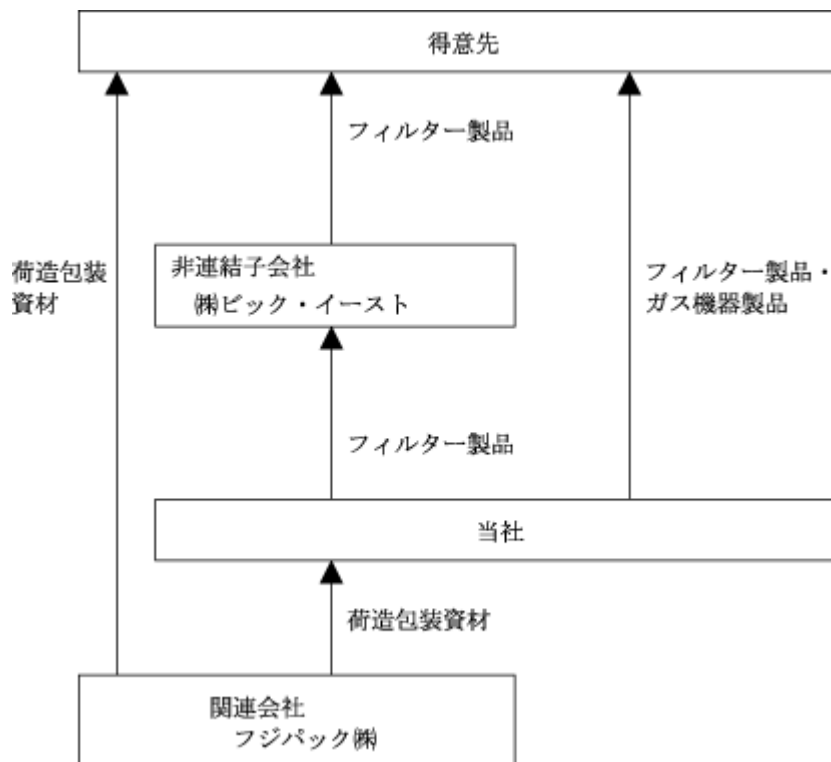 得意先
フィルター製品
荷造包装
資材
非連結子会社
㈱ビック・イースト
フィルター製品・
ガス機器製品
フィルター製品
当社
荷造包装資材
関連会社
フジパック㈱